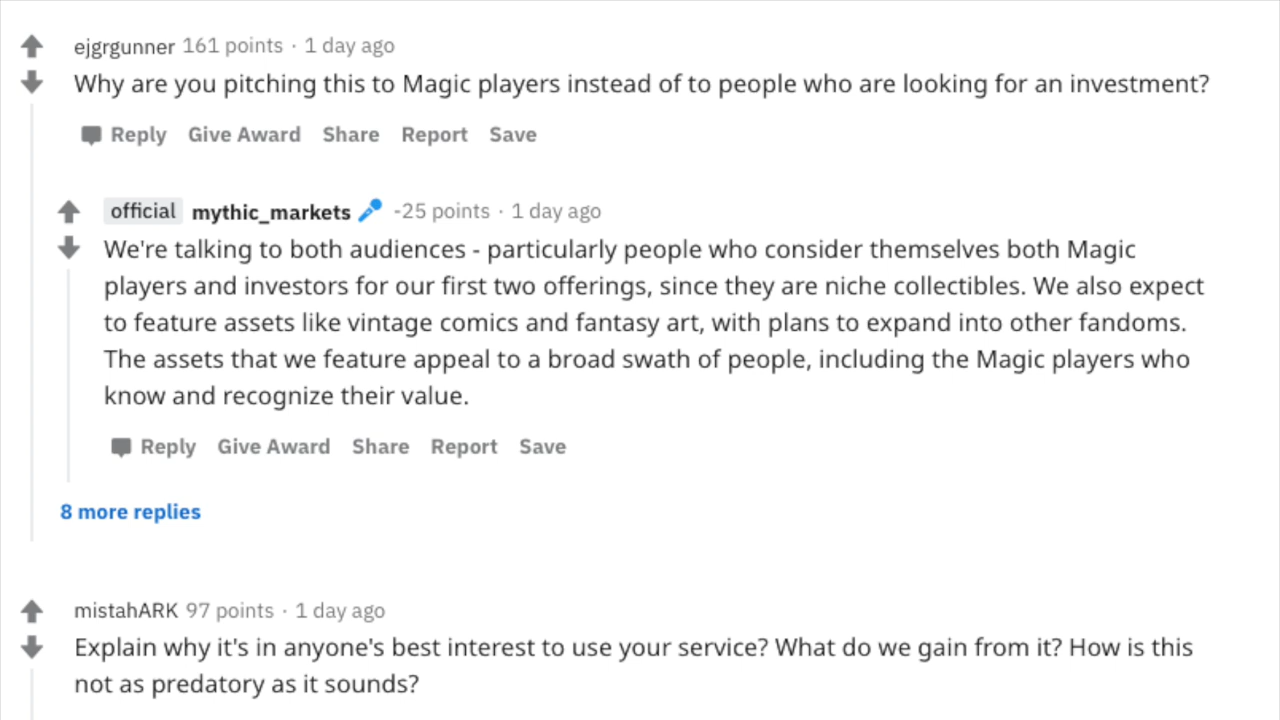 ejgrgunner 161 points · 1 day ago
Why are you pitching this to Magic players instead of to people who are looking for an investment?
Reply Give Award Share Report Save
official mythic_markets -25 points · 1 day ago
We're talking to both audiences - particularly people who consider themselves both Magic
players and investors for our first two offerings, since they are niche collectibles. We also expect
to feature assets like vintage comics and fantasy art, with plans to expand into other fandoms.
The assets that we feature appeal to a broad swath of people, including the Magic players who
know and recognize their value.
Reply Give Award Share Report Save
8 more replies
mistahARK 97 points · 1 day ago
Explain why it's in anyone's best interest to use your service? What do we gain from it? How is this
not as predatory as it sounds?